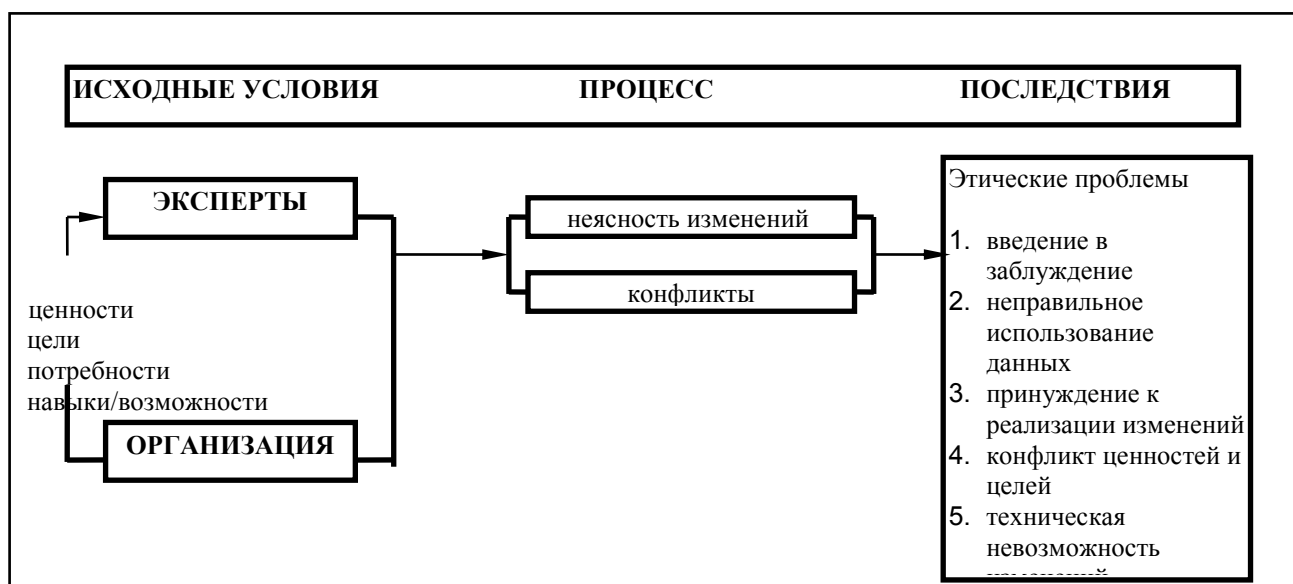 ИСХОДНЫЕ УСЛОВИЯ ПРОЦЕСС ПОСЛЕДСТВИЯ
ЭКСПЕРТЫ
ценности
цели
потребности
навыки/возможности
ОРГАНИЗАЦИЯ
неясность изменений
конфликты
Этические проблемы
1. введение в
заблуждение
2. неправильное
использование
данных
3. принуждение к
реализации изменений
4. конфликт ценностей и
целей
5. техническая
невозможность